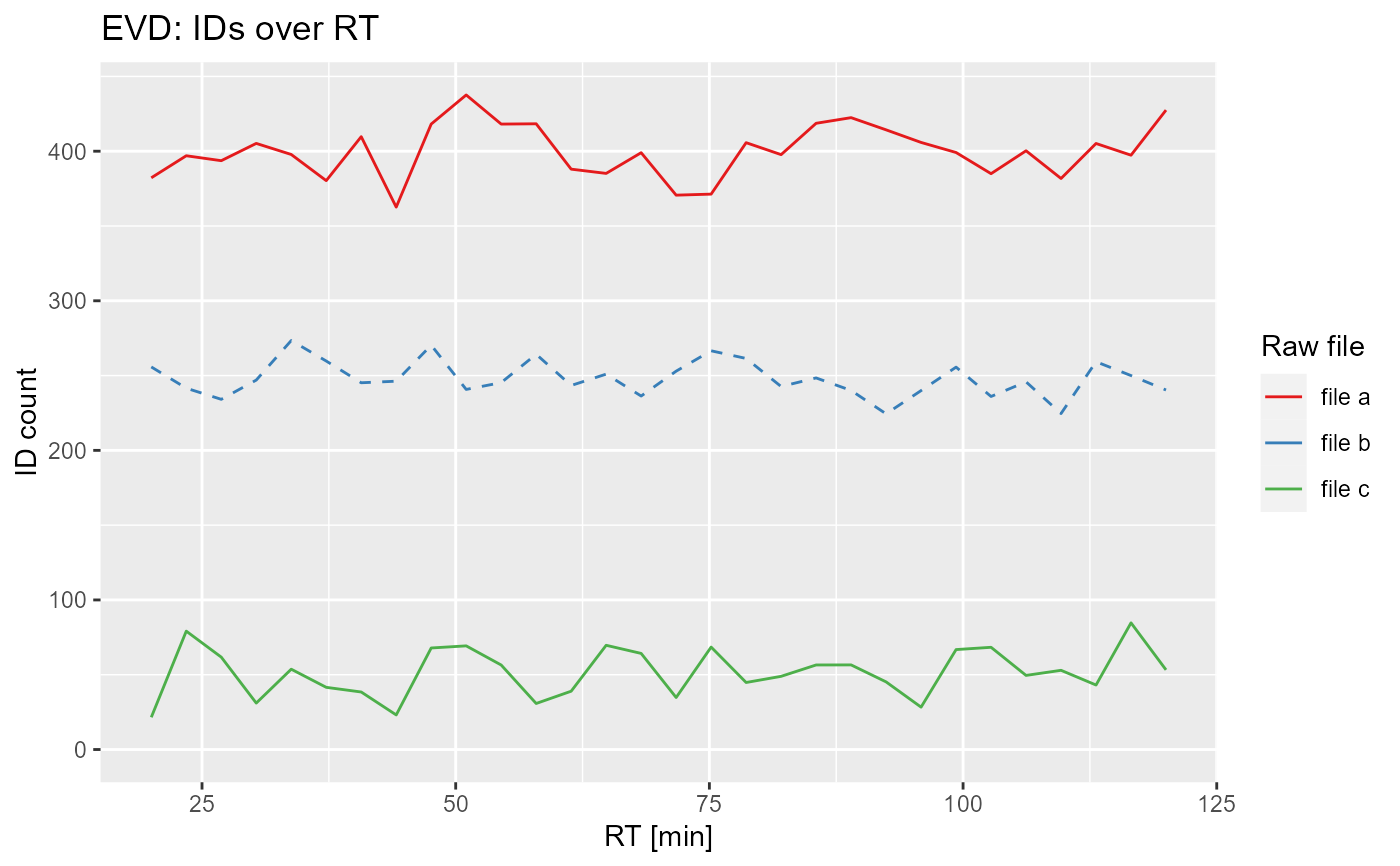 EVD: IDs over RT
ID count
400
300
200
100
0
25 50 75 100 125
RT [min]
Raw file
file a
file b
file c